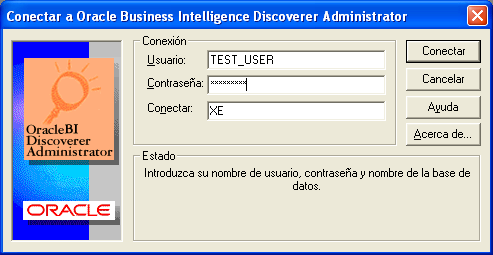 Conectar a Oracle Business Intelligence Discoverer Administrator
OracleBI
Discoverer
Administrator
ORACLE
Conexión
Usuario: TEST_USER
Contraseña: *********
Conectar: XE
Conectar
Cancelar
Ayuda
Acerca de...
Estado
Introduzca su nombre de usuario, contraseña y nombre de la base de
datos.